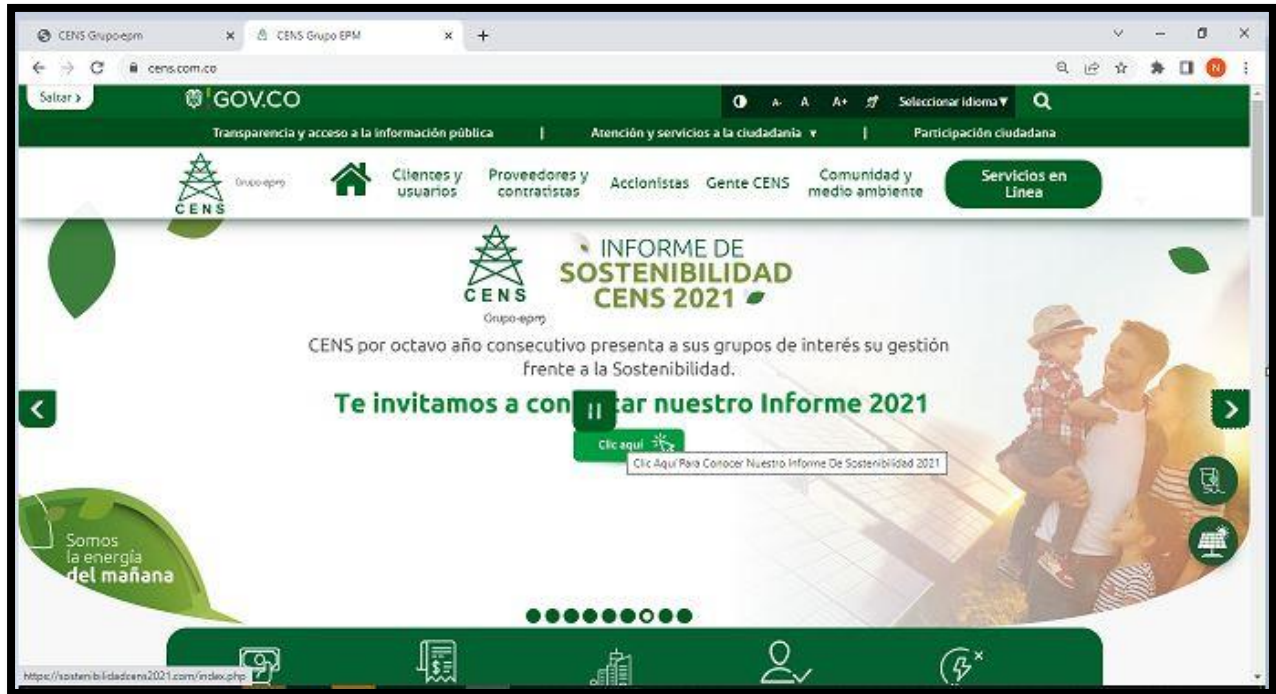 CENS Grupo-epm
CENS Grupo EPM
cens.com.co
N
Saltar >
GOV.CO
A- A A+ Seleccionar idioma▼
Transparencia y acceso a la información pública | Atención y servicios a la ciudadanía ▼ | Participación ciudadana
CENS
Grupo-epm
Clientes y
usuarios
Proveedores y
contratistas
Accionistas
Gente CENS
Comunidad y
medio ambiente
Servicios en
Línea
CENS
Grupo-epm
INFORME DE
SOSTENIBILIDAD
CENS 2021
CENS por octavo año consecutivo presenta a sus grupos de interés su gestión
frente a la Sostenibilidad.
Te invitamos a con tar nuestro Informe 2021
Clic aquí
Clic Aquí Para Conocer Nuestro Informe De Sostenibilidad 2021
Somos
la energía
del mañana
https://sostenibilidadcens2021.com/index.php